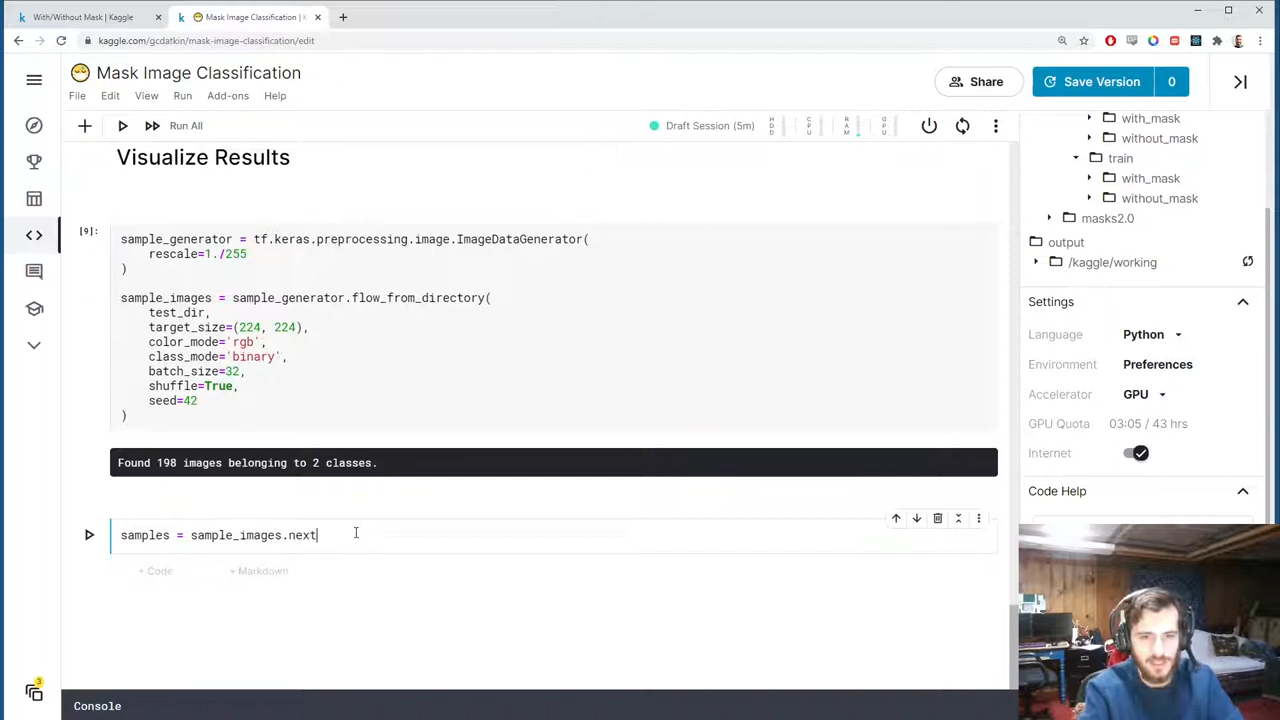 With/Without Mask | Kaggle
Mask Image Classification | K
kaggle.com/gcdatkin/mask-image-classification/edit
Mask Image Classification
File Edit View Run Add-ons Help
Share
Save Version 0
Run All
Draft Session (5m)
HDD
CPU
RAM
GPU
Visualize Results
[9]:
sample_generator = tf.keras.preprocessing.image.ImageDataGenerator(
rescale=1./255
)
sample_images = sample_generator.flow_from_directory(
test_dir,
target_size=(224, 224),
color_mode='rgb',
class_mode='binary',
batch_size=32,
shuffle=True,
seed=42
)
Found 198 images belonging to 2 classes.
samples = sample_images.next
+ Code
+ Markdown
Console
3
with_mask
without_mask
train
with_mask
without_mask
masks2.0
output
/kaggle/working
Settings
Language Python
Environment Preferences
Accelerator GPU
GPU Quota 03:05 / 43 hrs
Internet
Code Help